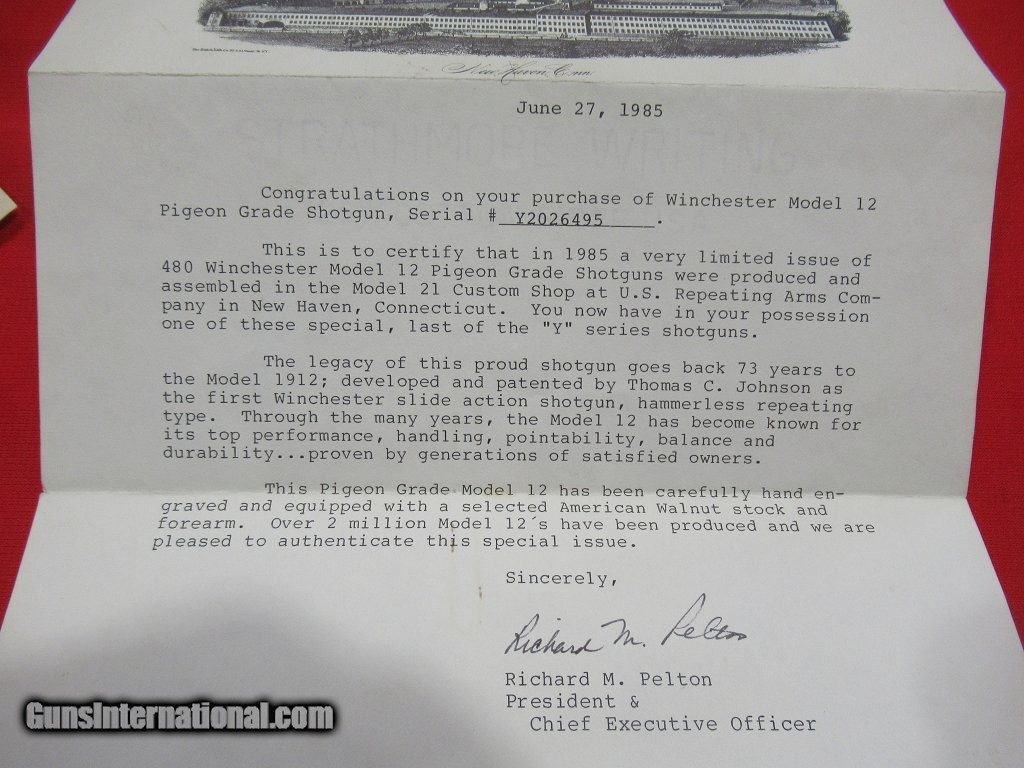 New Haven, Conn.
June 27, 1985
STRATHMORE WRITING
Congratulations on your purchase of Winchester Model 12
Pigeon Grade Shotgun, Serial # Y2026495 .
This is to certify that in 1985 a very limited issue of
480 Winchester Model 12 Pigeon Grade Shotguns were produced and
assembled in the Model 21 Custom Shop at U.S. Repeating Arms Com-
pany in New Haven, Connecticut. You now have in your possession
one of these special, last of the "Y" series shotguns.
The legacy of this proud shotgun goes back 73 years to
the Model 1912; developed and patented by Thomas C. Johnson as
the first Winchester slide action shotgun, hammerless repeating
type. Through the many years, the Model 12 has become known for
its top performance, handling, pointability, balance and
durability...proven by generations of satisfied owners.
This Pigeon Grade Model 12 has been carefully hand en-
graved and equipped with a selected American Walnut stock and
forearm. Over 2 million Model 12´s have been produced and we are
pleased to authenticate this special issue.
Sincerely,
Richard M. Pelton
Richard M. Pelton
President &
Chief Executive Officer
GunsInternational.com